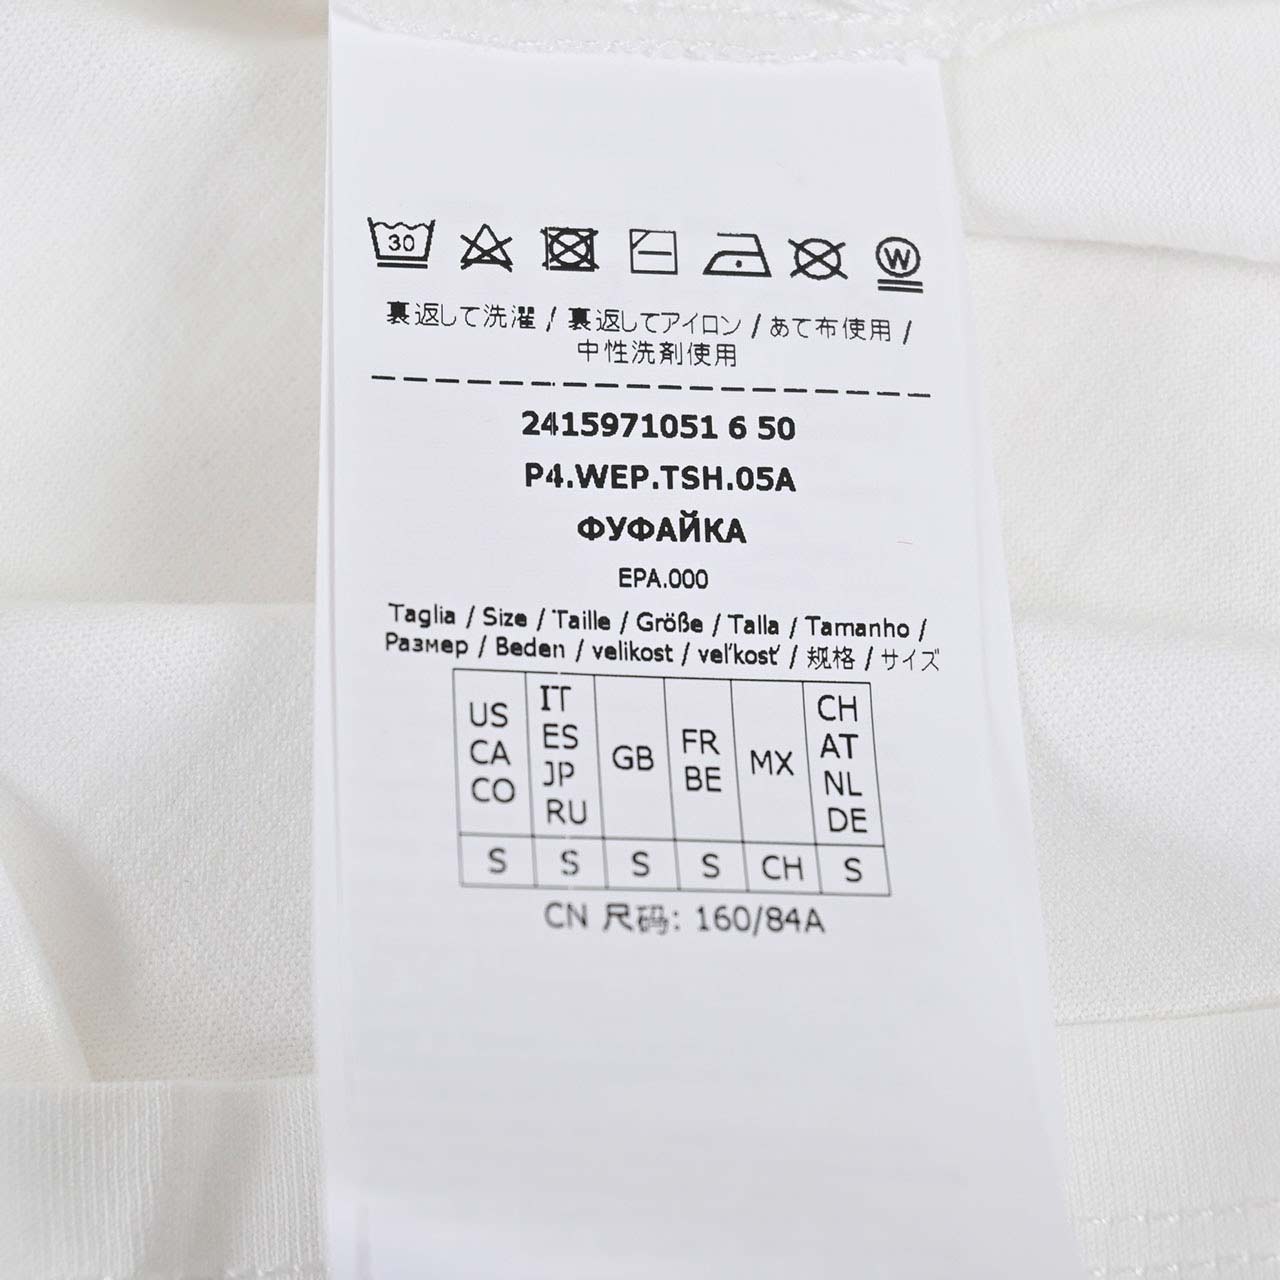 30 W
裏返して洗濯 / 裏返してアイロン / あて布使用 /
中性洗剤使用
2415971051 6 50
P4.WEP.TSH.05A
ФУФАЙКА
EPA.000
Taglia / Size / Taille / Größe / Talla / Tamanho /
Размер / Beden / velikost / veľkosť / 规格 / サイズ
US CA CO
IT ES JP RU
GB
FR BE
MX
CH AT NL DE
S S S S CH S
CN 尺码: 160/84A